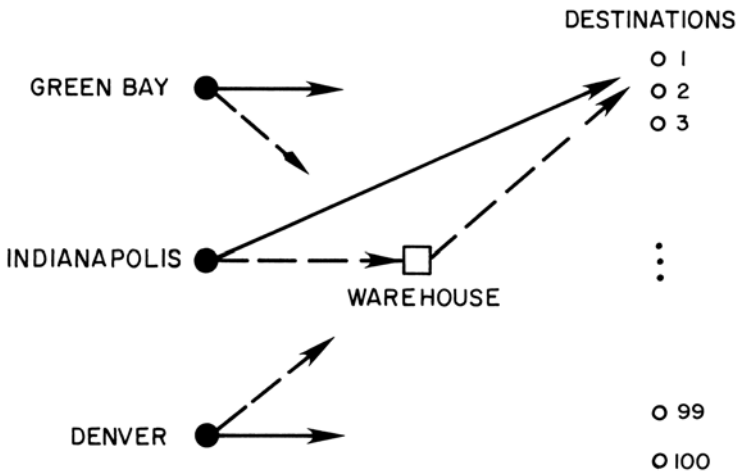 DESTINATIONS
1
GREEN BAY
2
3
INDIANAPOLIS
WAREHOUSE
99
DENVER
100